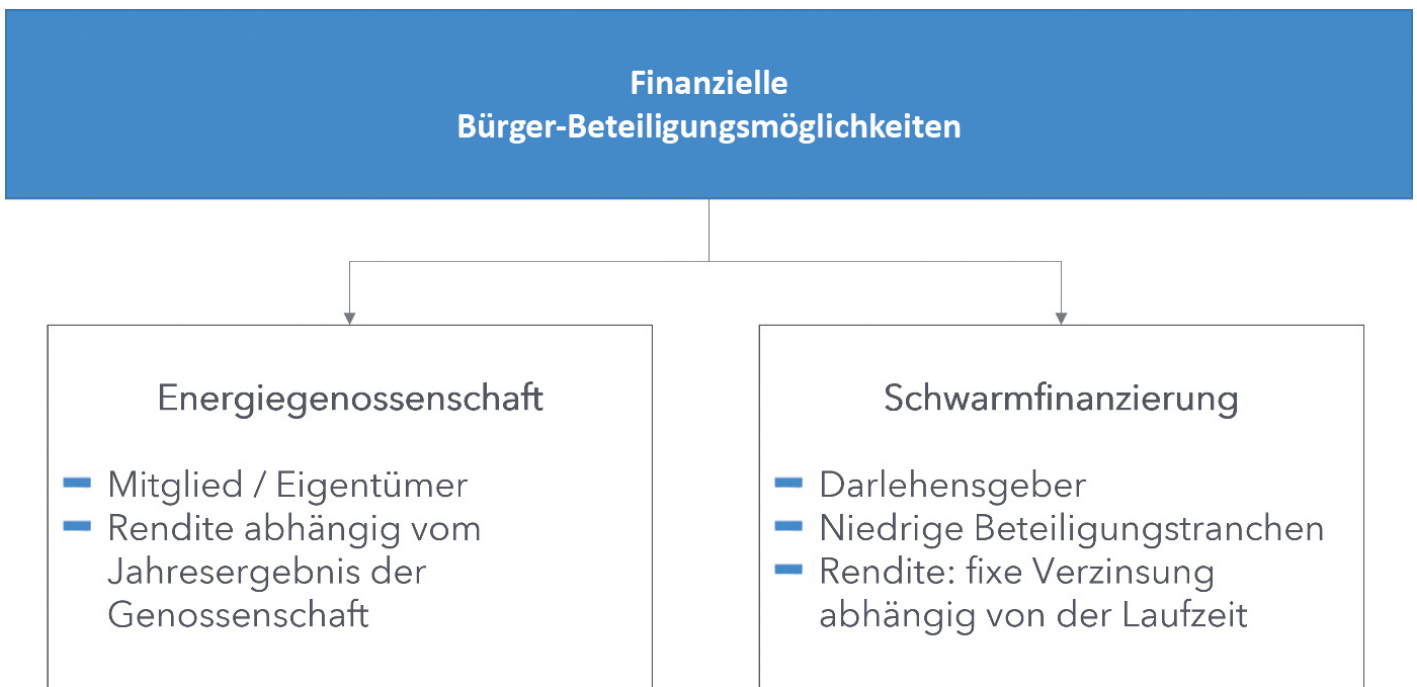 Finanzielle
Bürger-Beteiligungsmöglichkeiten
Energiegenossenschaft
Mitglied / Eigentümer
Rendite abhängig vom
Jahresergebnis der
Genossenschaft
Schwarmfinanzierung
Darlehensgeber
Niedrige Beteiligungstranchen
Rendite: fixe Verzinsung
abhängig von der Laufzeit